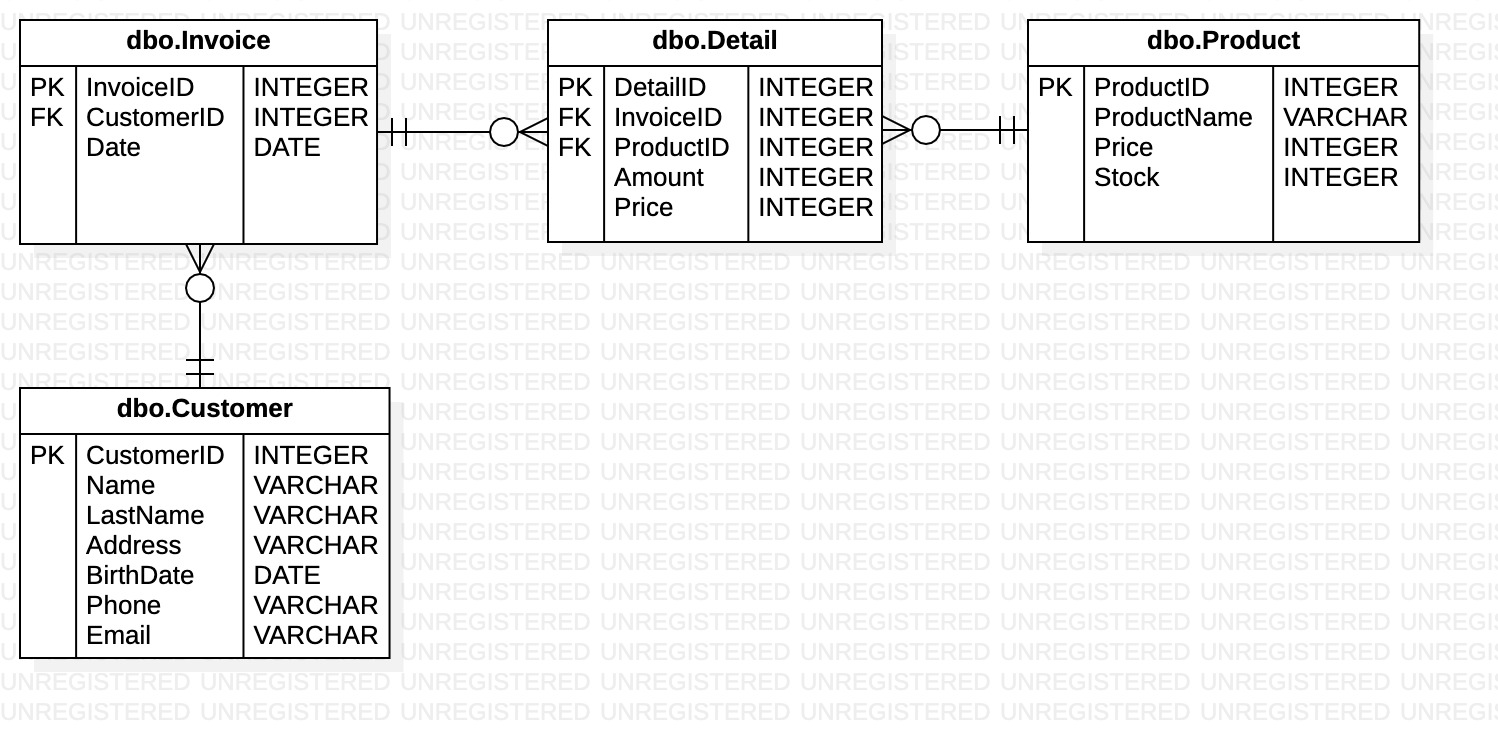 dbo.Invoice
PK InvoiceID INTEGER
FK CustomerID INTEGER
Date DATE
dbo.Detail
PK DetailID INTEGER
FK InvoiceID INTEGER
FK ProductID INTEGER
Amount INTEGER
Price INTEGER
dbo.Product
PK ProductID INTEGER
ProductName VARCHAR
Price INTEGER
Stock INTEGER
dbo.Customer
PK CustomerID INTEGER
Name VARCHAR
LastName VARCHAR
Address VARCHAR
BirthDate DATE
Phone VARCHAR
Email VARCHAR
UNREGISTERED UNREGISTERED UNREGISTERED UNREGISTERED UNREGISTERED UNREGISTERED UNREGISTERED